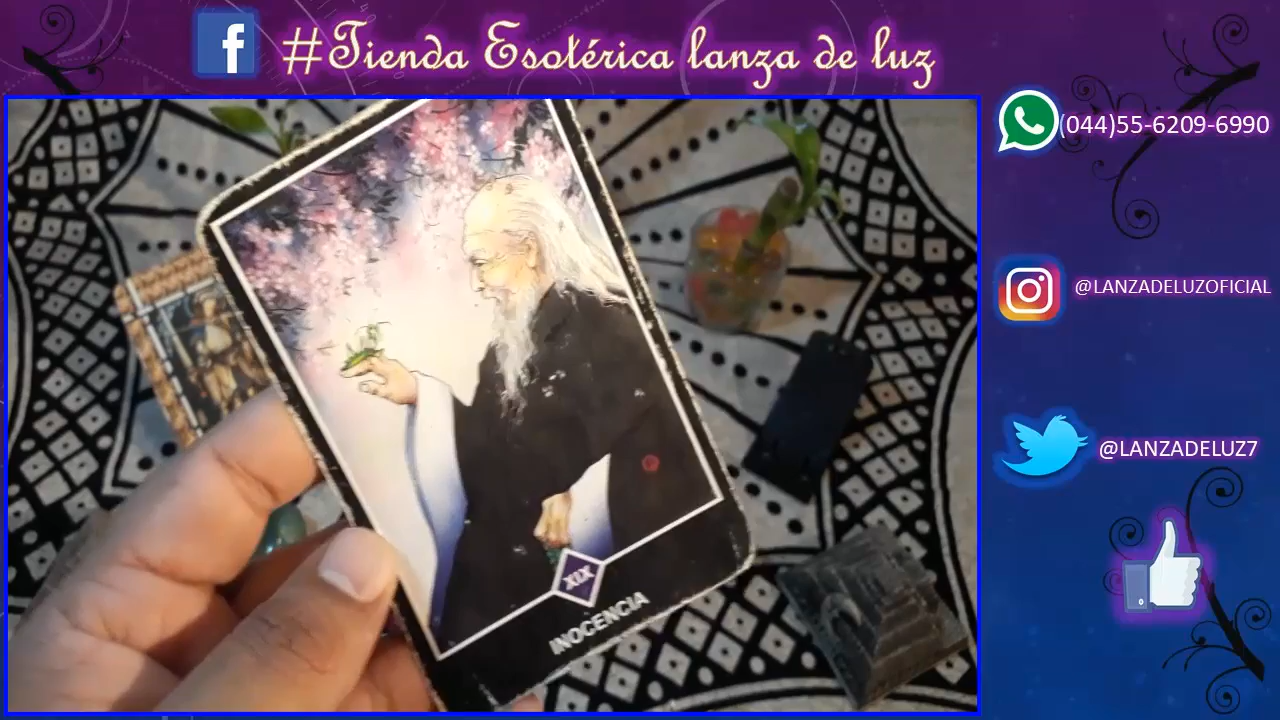 #Tienda Esotérica lanza de luz
(044)55-6209-6990
@LANZADELUZOFICIAL
@LANZADELUZ7
XIX
INOCENCIA